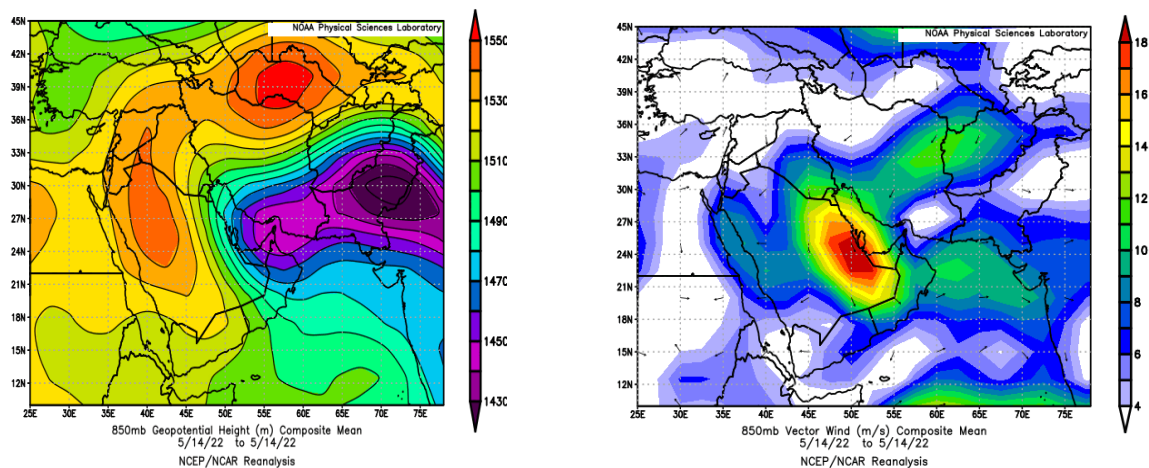 NOAA Physical Sciences Laboratory
45N
42N
39N
36N
33N
30N
27N
24N
21N
18N
15N
12N
25E 30E 35E 40E 45E 50E 55E 60E 65E 70E 75E
1550
1530
1510
1490
1470
1450
1430
850mb Geopotential Height (m) Composite Mean
5/14/22 to 5/14/22
NCEP/NCAR Reanalysis
NOAA Physical Sciences Laboratory
45N
42N
39N
36N
33N
30N
27N
24N
21N
18N
15N
12N
25E 30E 35E 40E 45E 50E 55E 60E 65E 70E 75E
18
16
14
12
10
8
6
4
850mb Vector Wind (m/s) Composite Mean
5/14/22 to 5/14/22
NCEP/NCAR Reanalysis